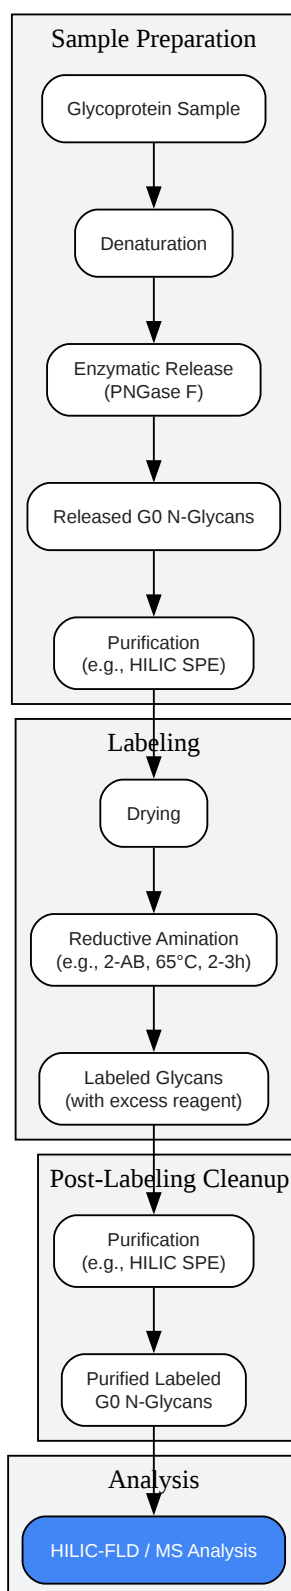 Sample Preparation
Glycoprotein Sample
Denaturation
Enzymatic Release
(PNGase F)
Released G0 N-Glycans
Purification
(e.g., HILIC SPE)
Labeling
Drying
Reductive Amination
(e.g., 2-AB, 65°C, 2-3h)
Labeled Glycans
(with excess reagent)
Post-Labeling Cleanup
Purification
(e.g., HILIC SPE)
Purified Labeled
G0 N-Glycans
Analysis
HILIC-FLD / MS Analysis